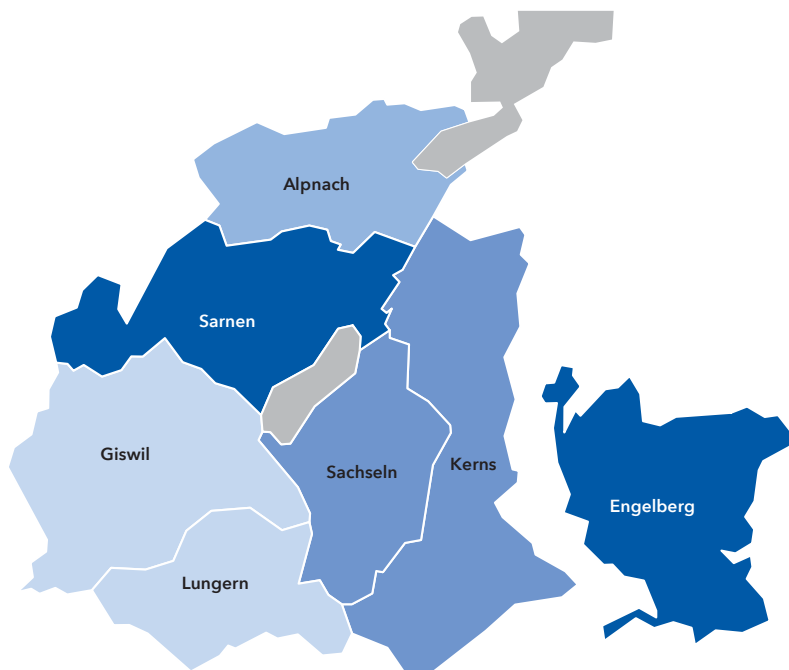 Alpnach
Sarnen
Giswil
Sachseln
Kerns
Engelberg
Lungern